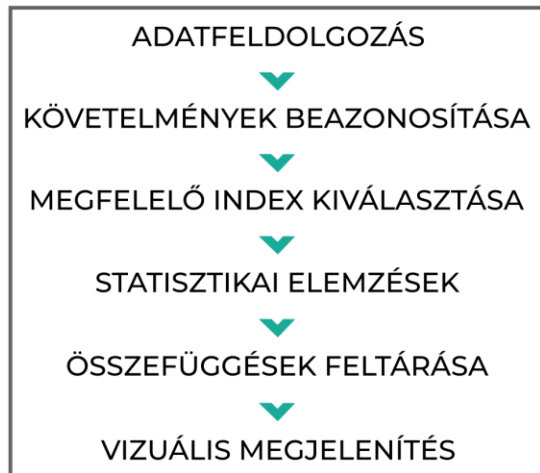 ADATFELDOLGOZÁS
KÖVETELMÉNYEK BEAZONOSÍTÁSA
MEGFELELŐ INDEX KIVÁLASZTÁSA
STATISZTIKAI ELEMZÉSEK
ÖSSZEFÜGGÉSEK FELTÁRÁSA
VIZUÁLIS MEGJELENÍTÉS